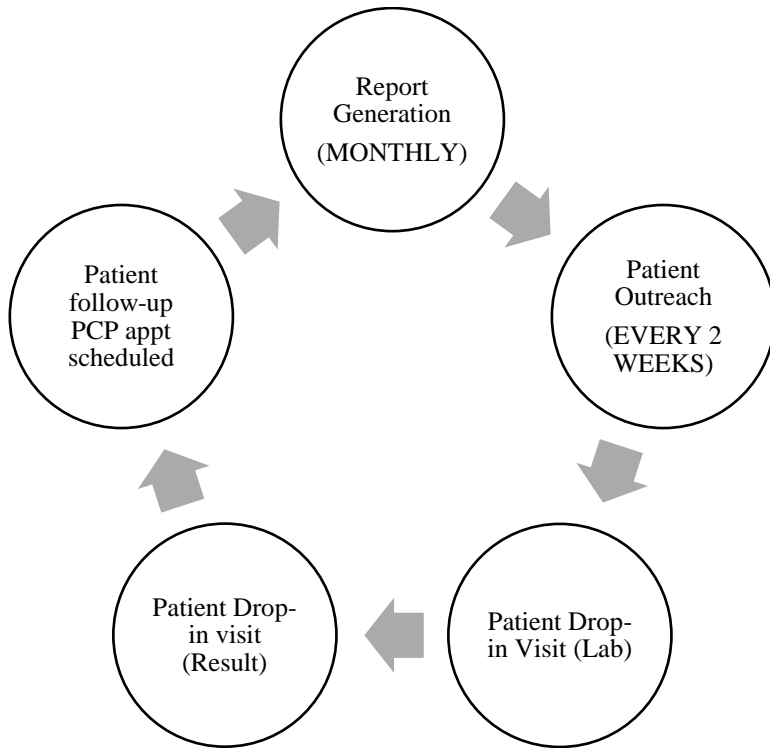 Report
Generation
(MONTHLY)
Patient
Outreach
(EVERY 2
WEEKS)
Patient Drop-
in Visit (Lab)
Patient Drop-
in visit
(Result)
Patient
follow-up
PCP appt
scheduled